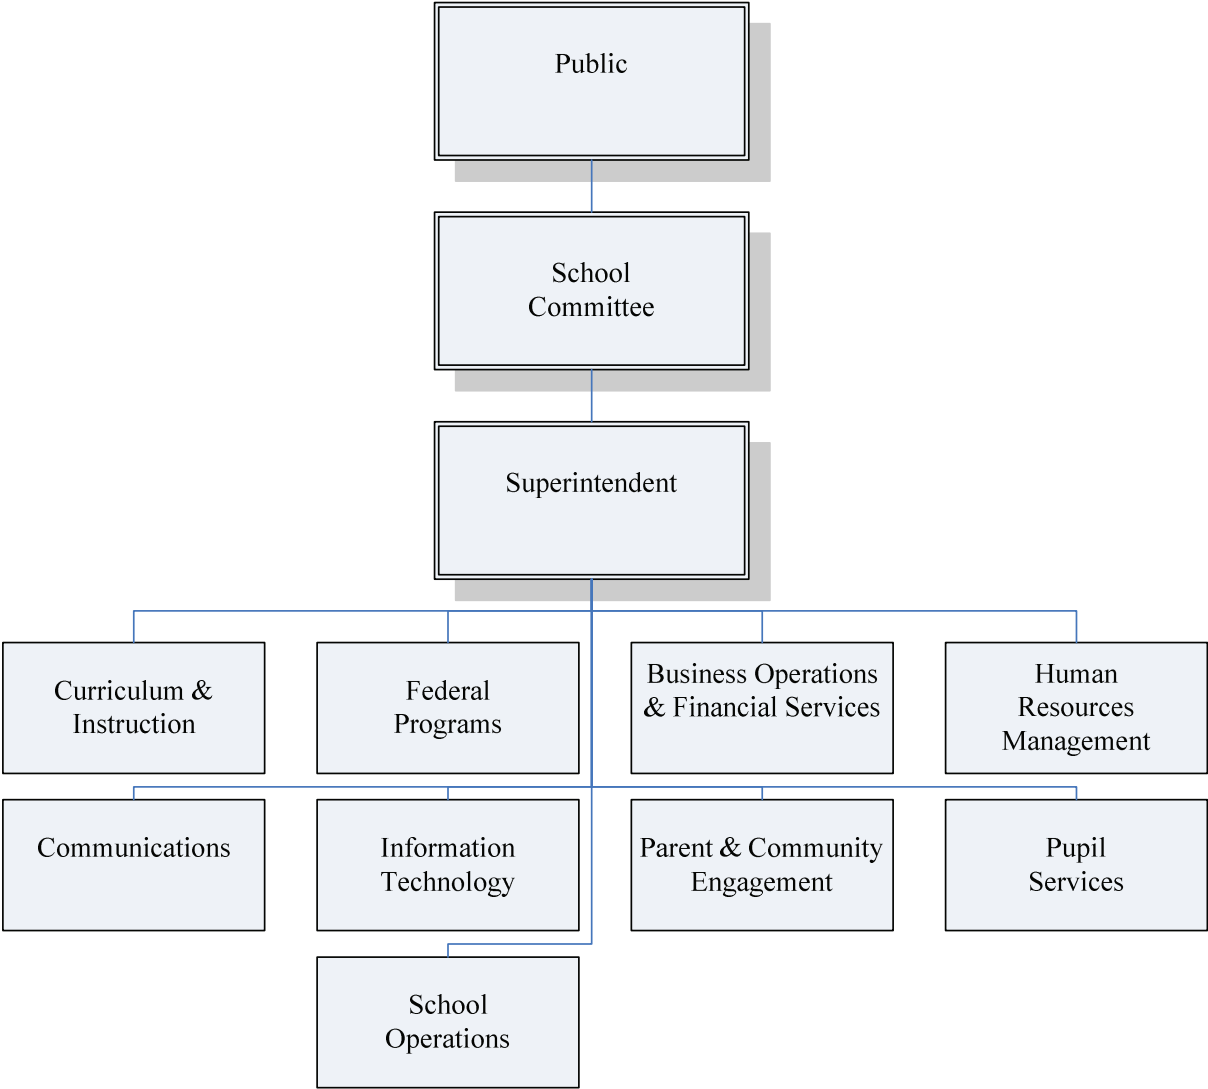 Public
School
Committee
Superintendent
Curriculum &
Instruction
Federal
Programs
Business Operations
& Financial Services
Human
Resources
Management
Communications
Information
Technology
Parent & Community
Engagement
Pupil
Services
School
Operations